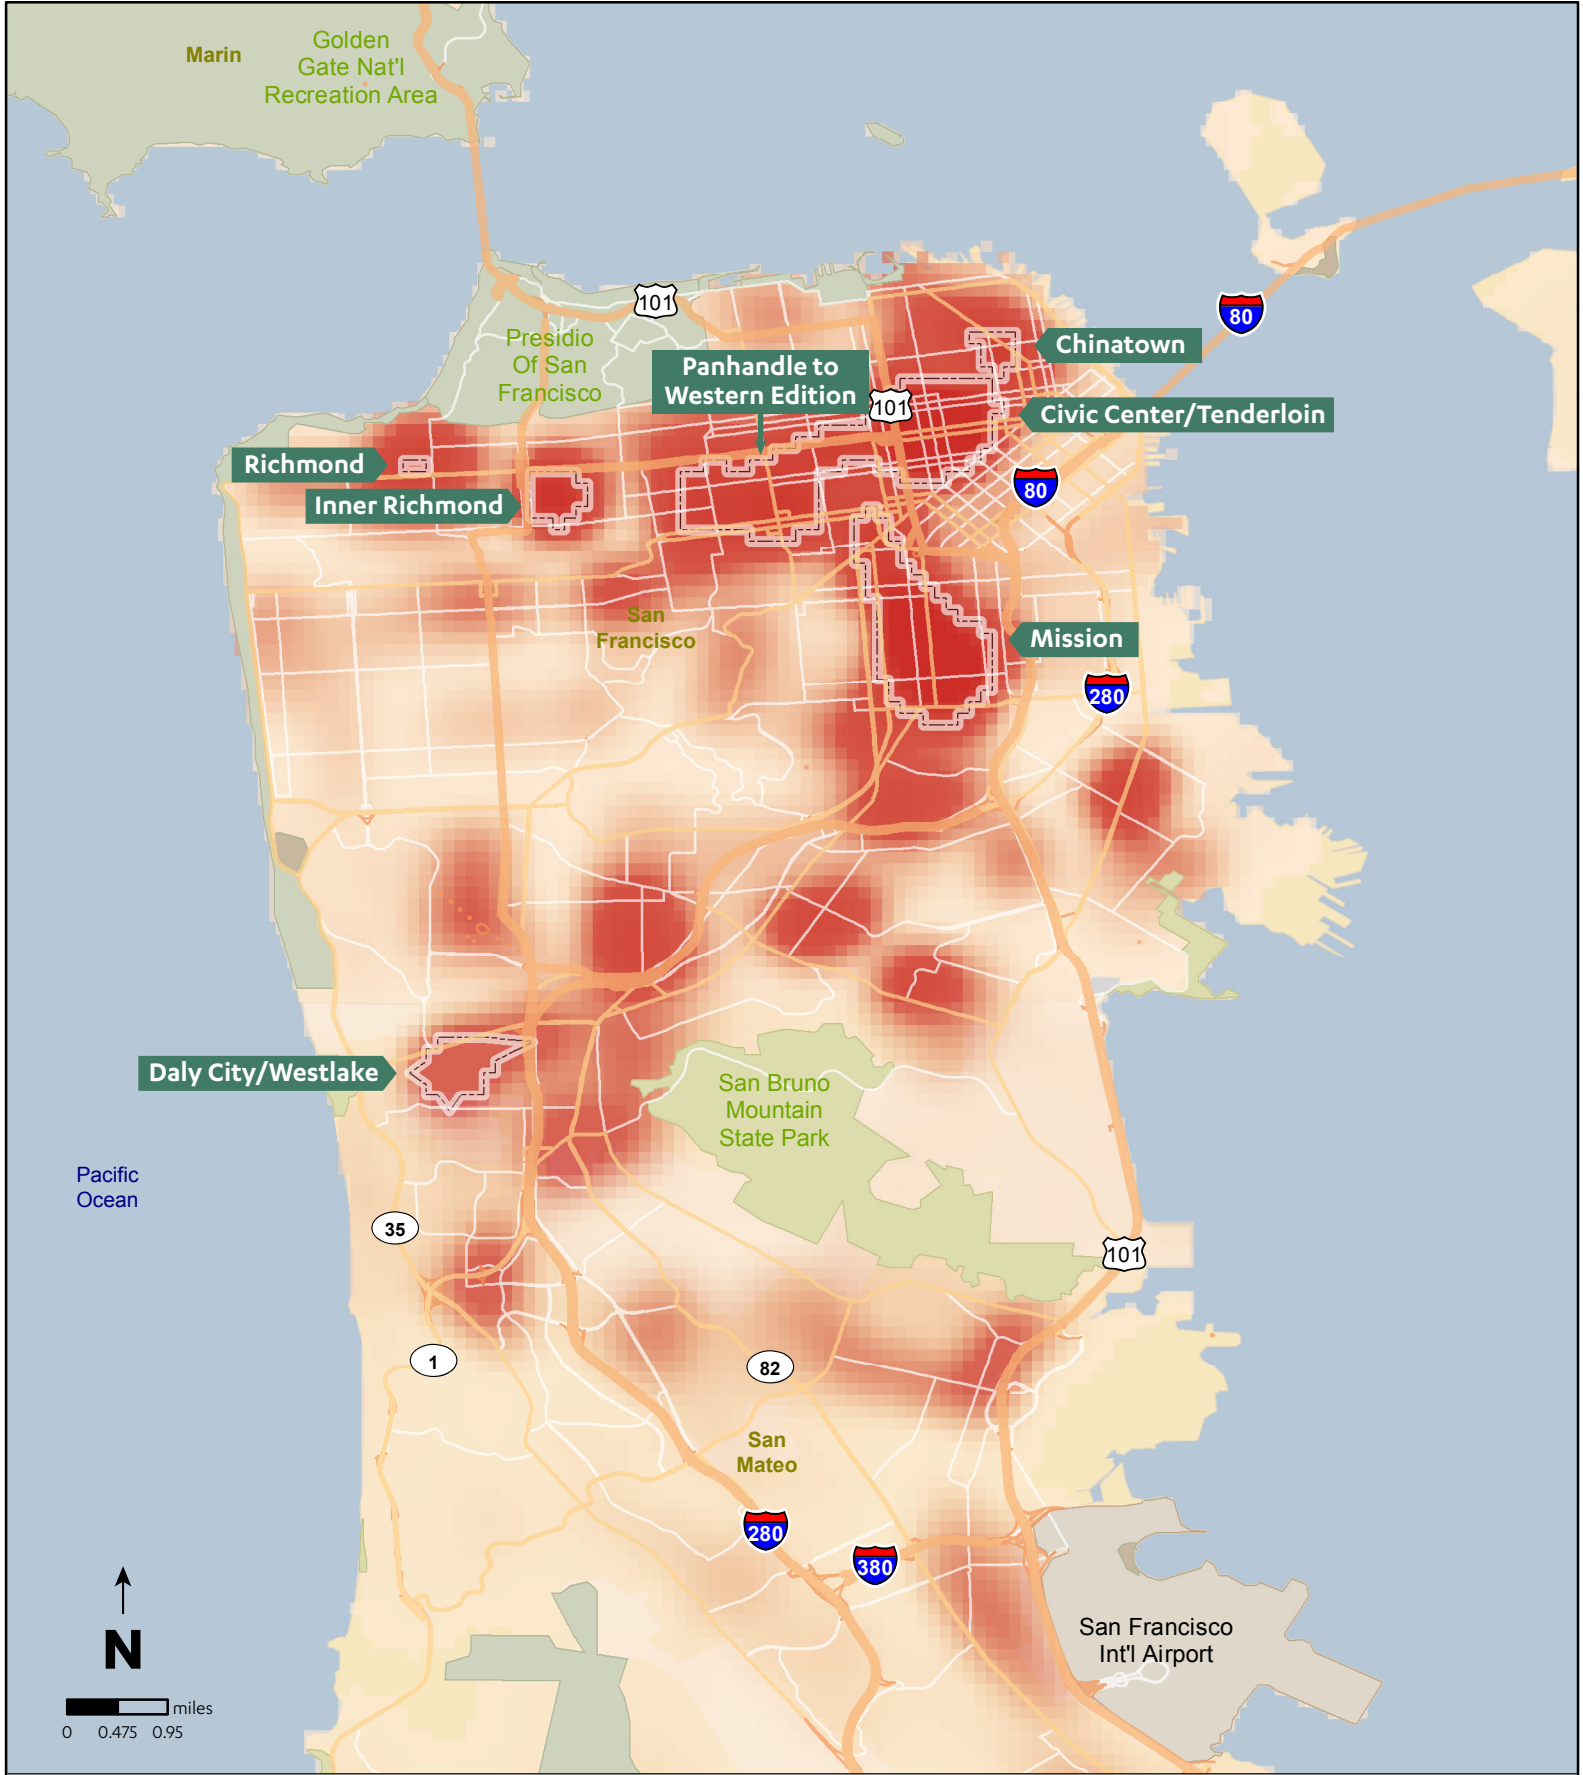 Marin
Golden
Gate Nat'l
Recreation Area
101
80
Presidio
Of San
Francisco
Chinatown
Panhandle to
Western Edition
101
Civic Center/Tenderloin
Richmond
80
Inner Richmond
San
Francisco
Mission
280
Daly City/Westlake
San Bruno
Mountain
State Park
Pacific
Ocean
35
101
1
82
San
Mateo
280
380
San Francisco
Int'l Airport
N
miles
0 0.475 0.95